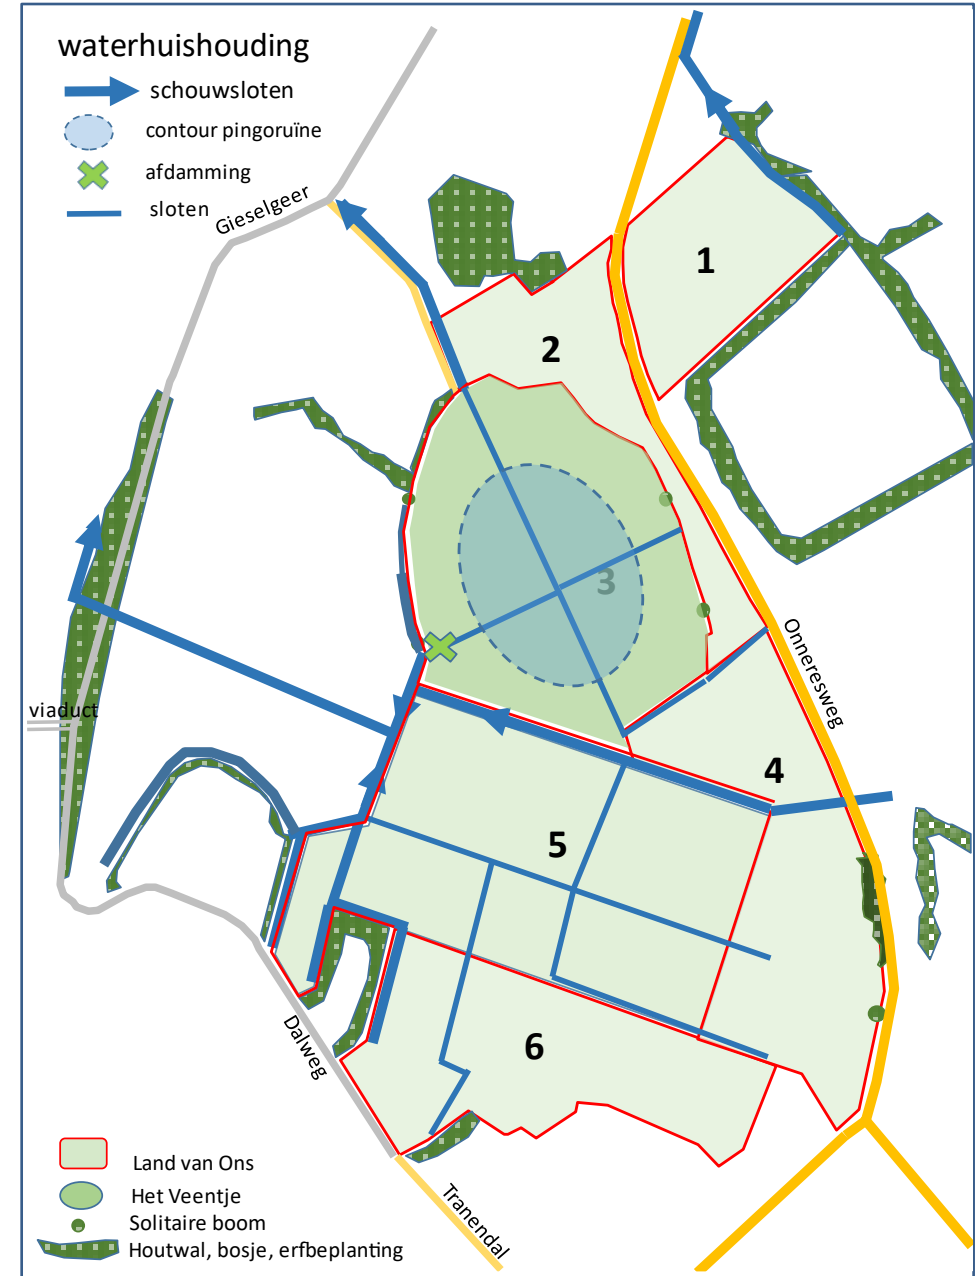 waterhuishouding
schouwsloten
contour pingoruïne
afdamming
sloten
Gieselgeer
1
2
3
Onneresweg
viaduct
4
5
6
Dalweg
Tranendal
Land van Ons
Het Veentje
Solitaire boom
Houtwal, bosje, erfbeplanting